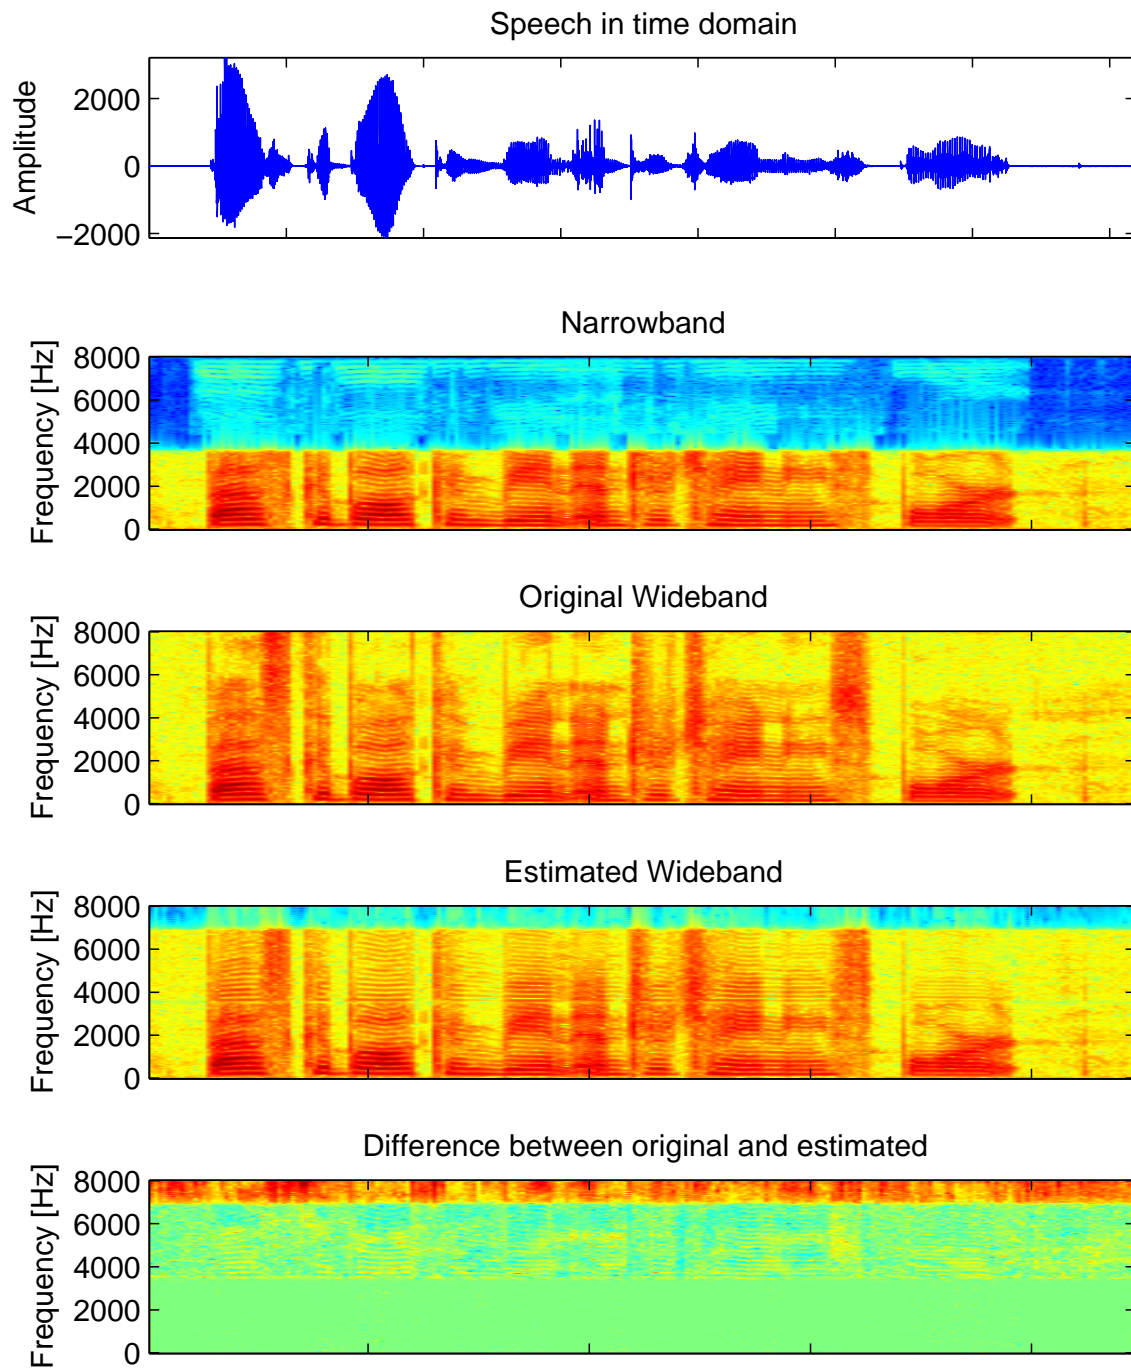 Speech in time domain
Amplitude
2000
0
−2000
Narrowband
Frequency [Hz]
8000
6000
4000
2000
0
Original Wideband
Frequency [Hz]
8000
6000
4000
2000
0
Estimated Wideband
Frequency [Hz]
8000
6000
4000
2000
0
Difference between original and estimated
Frequency [Hz]
8000
6000
4000
2000
0